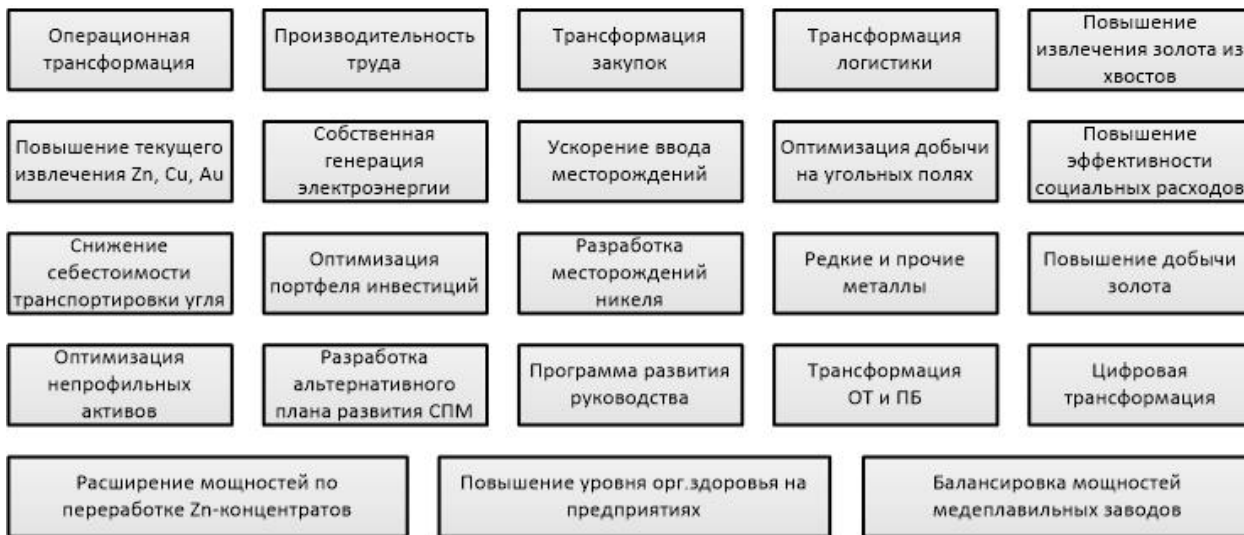 Операционная
трансформация
Производительность
труда
Трансформация
закупок
Трансформация
логистики
Повышение
извлечения золота из
хвостов
Повышение текущего
извлечения Zn, Cu, Au
Собственная
генерация
электроэнергии
Ускорение ввода
месторождений
Оптимизация добычи
на угольных полях
Повышение
эффективности
социальных расходов
Снижение
себестоимости
транспортировки угля
Оптимизация
портфеля инвестиций
Разработка
месторождений
никеля
Редкие и прочие
металлы
Повышение добычи
золота
Оптимизация
непрофильных
активов
Разработка
альтернативного
плана развития СПМ
Программа развития
руководства
Трансформация
ОТ и ПБ
Цифровая
трансформация
Расширение мощностей по
переработке Zn-концентратов
Повышение уровня орг.здоровья на
предприятиях
Балансировка мощностей
медеплавильных заводов